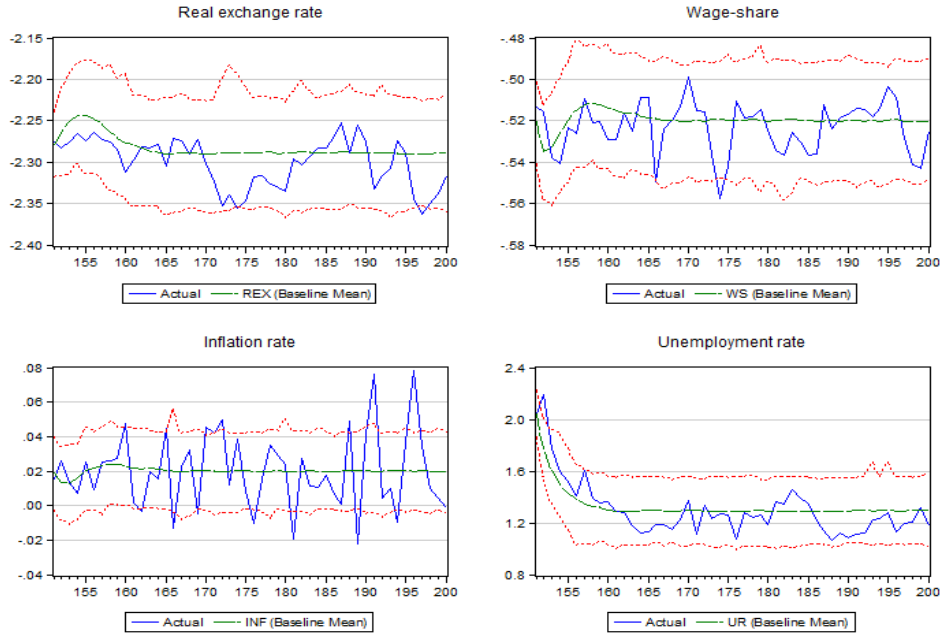 Real exchange rate
-2.15
-2.20
-2.25
-2.30
-2.35
-2.40
155 160 165 170 175 180 185 190 195 200
Actual REX (Baseline Mean)
Wage-share
-.48
-.50
-.52
-.54
-.56
-.58
155 160 165 170 175 180 185 190 195 200
Actual WS (Baseline Mean)
Inflation rate
.08
.06
.04
.02
.00
-.02
-.04
155 160 165 170 175 180 185 190 195 200
Actual INF (Baseline Mean)
Unemployment rate
2.4
2.0
1.6
1.2
0.8
155 160 165 170 175 180 185 190 195 200
Actual UR (Baseline Mean)